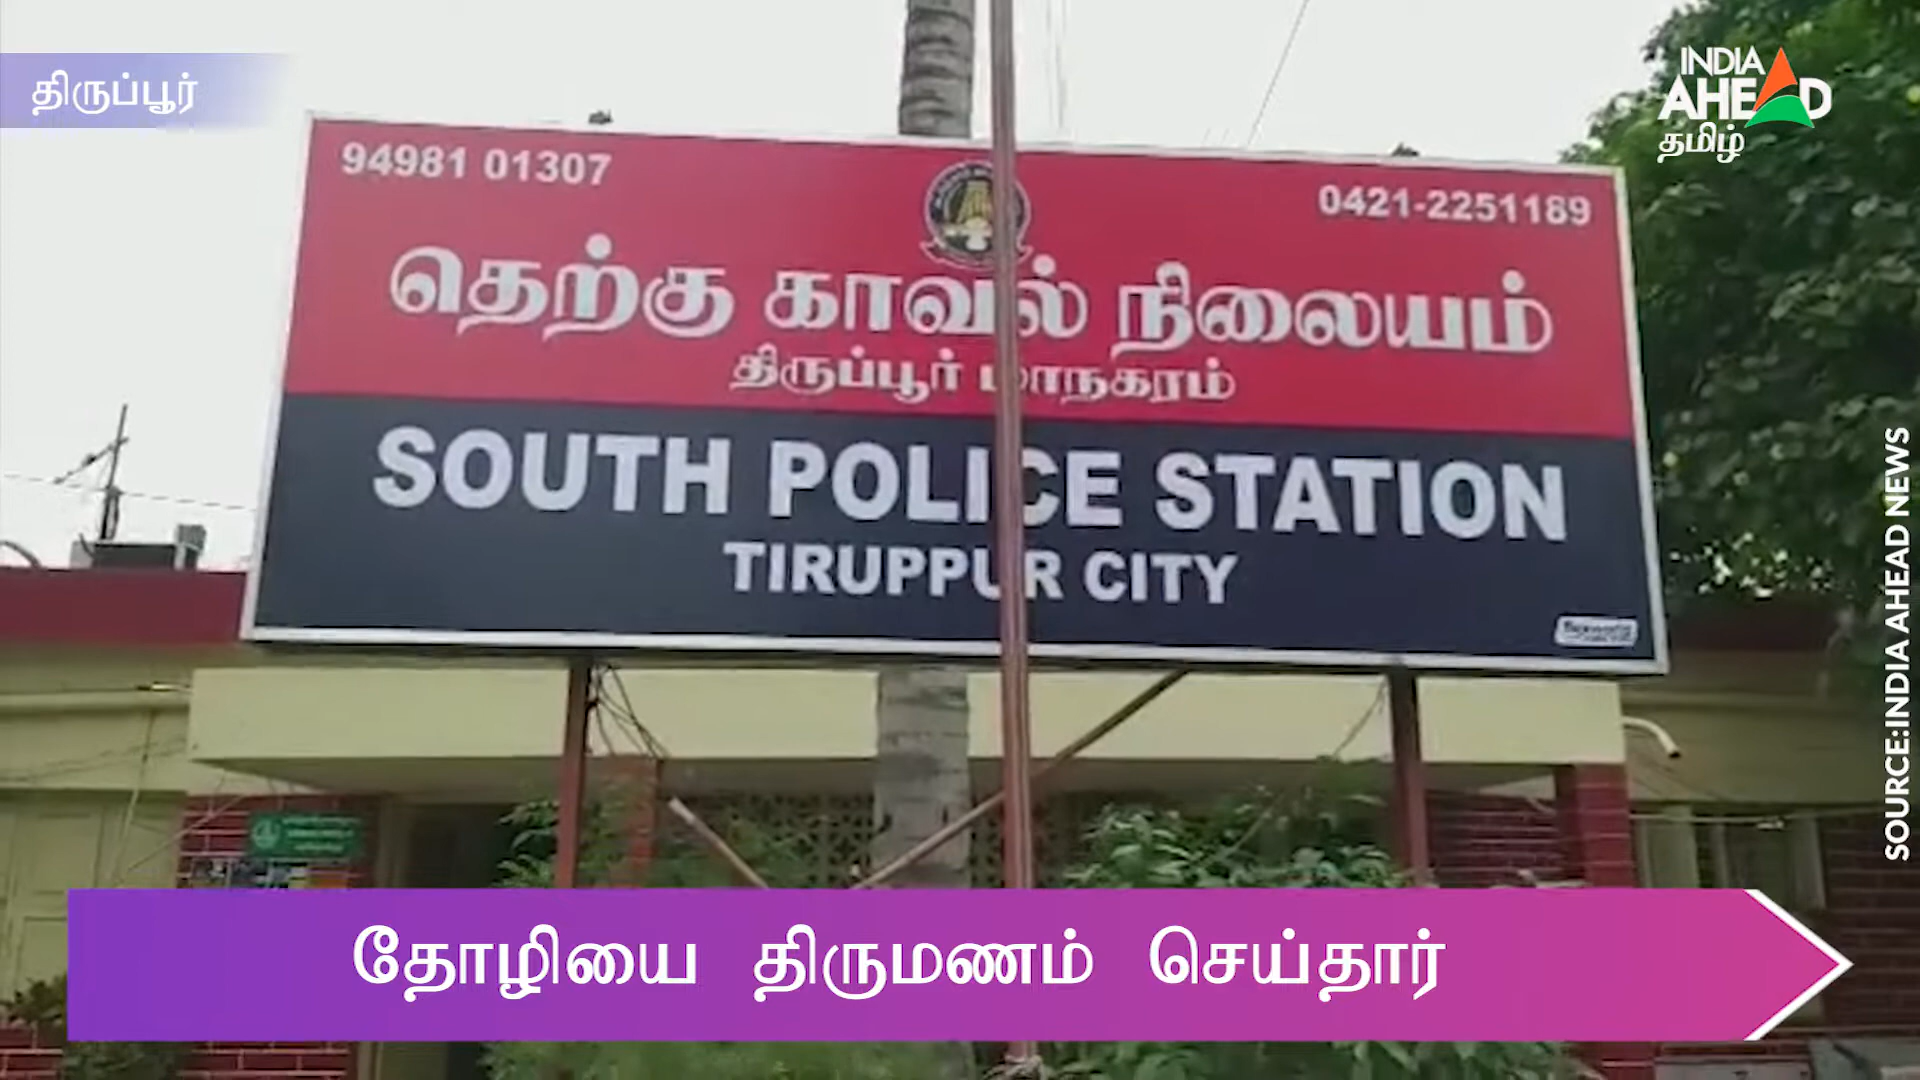 திருப்பூர்
INDIA
AHEAD
தமிழ்
94981 01307
0421-2251189
தெற்கு காவல் நிலையம்
திருப்பூர் மாநகரம்
SOUTH POLICE STATION
TIRUPPUR CITY
SOURCE:INDIA AHEAD NEWS
தோழியை திருமணம் செய்தார்